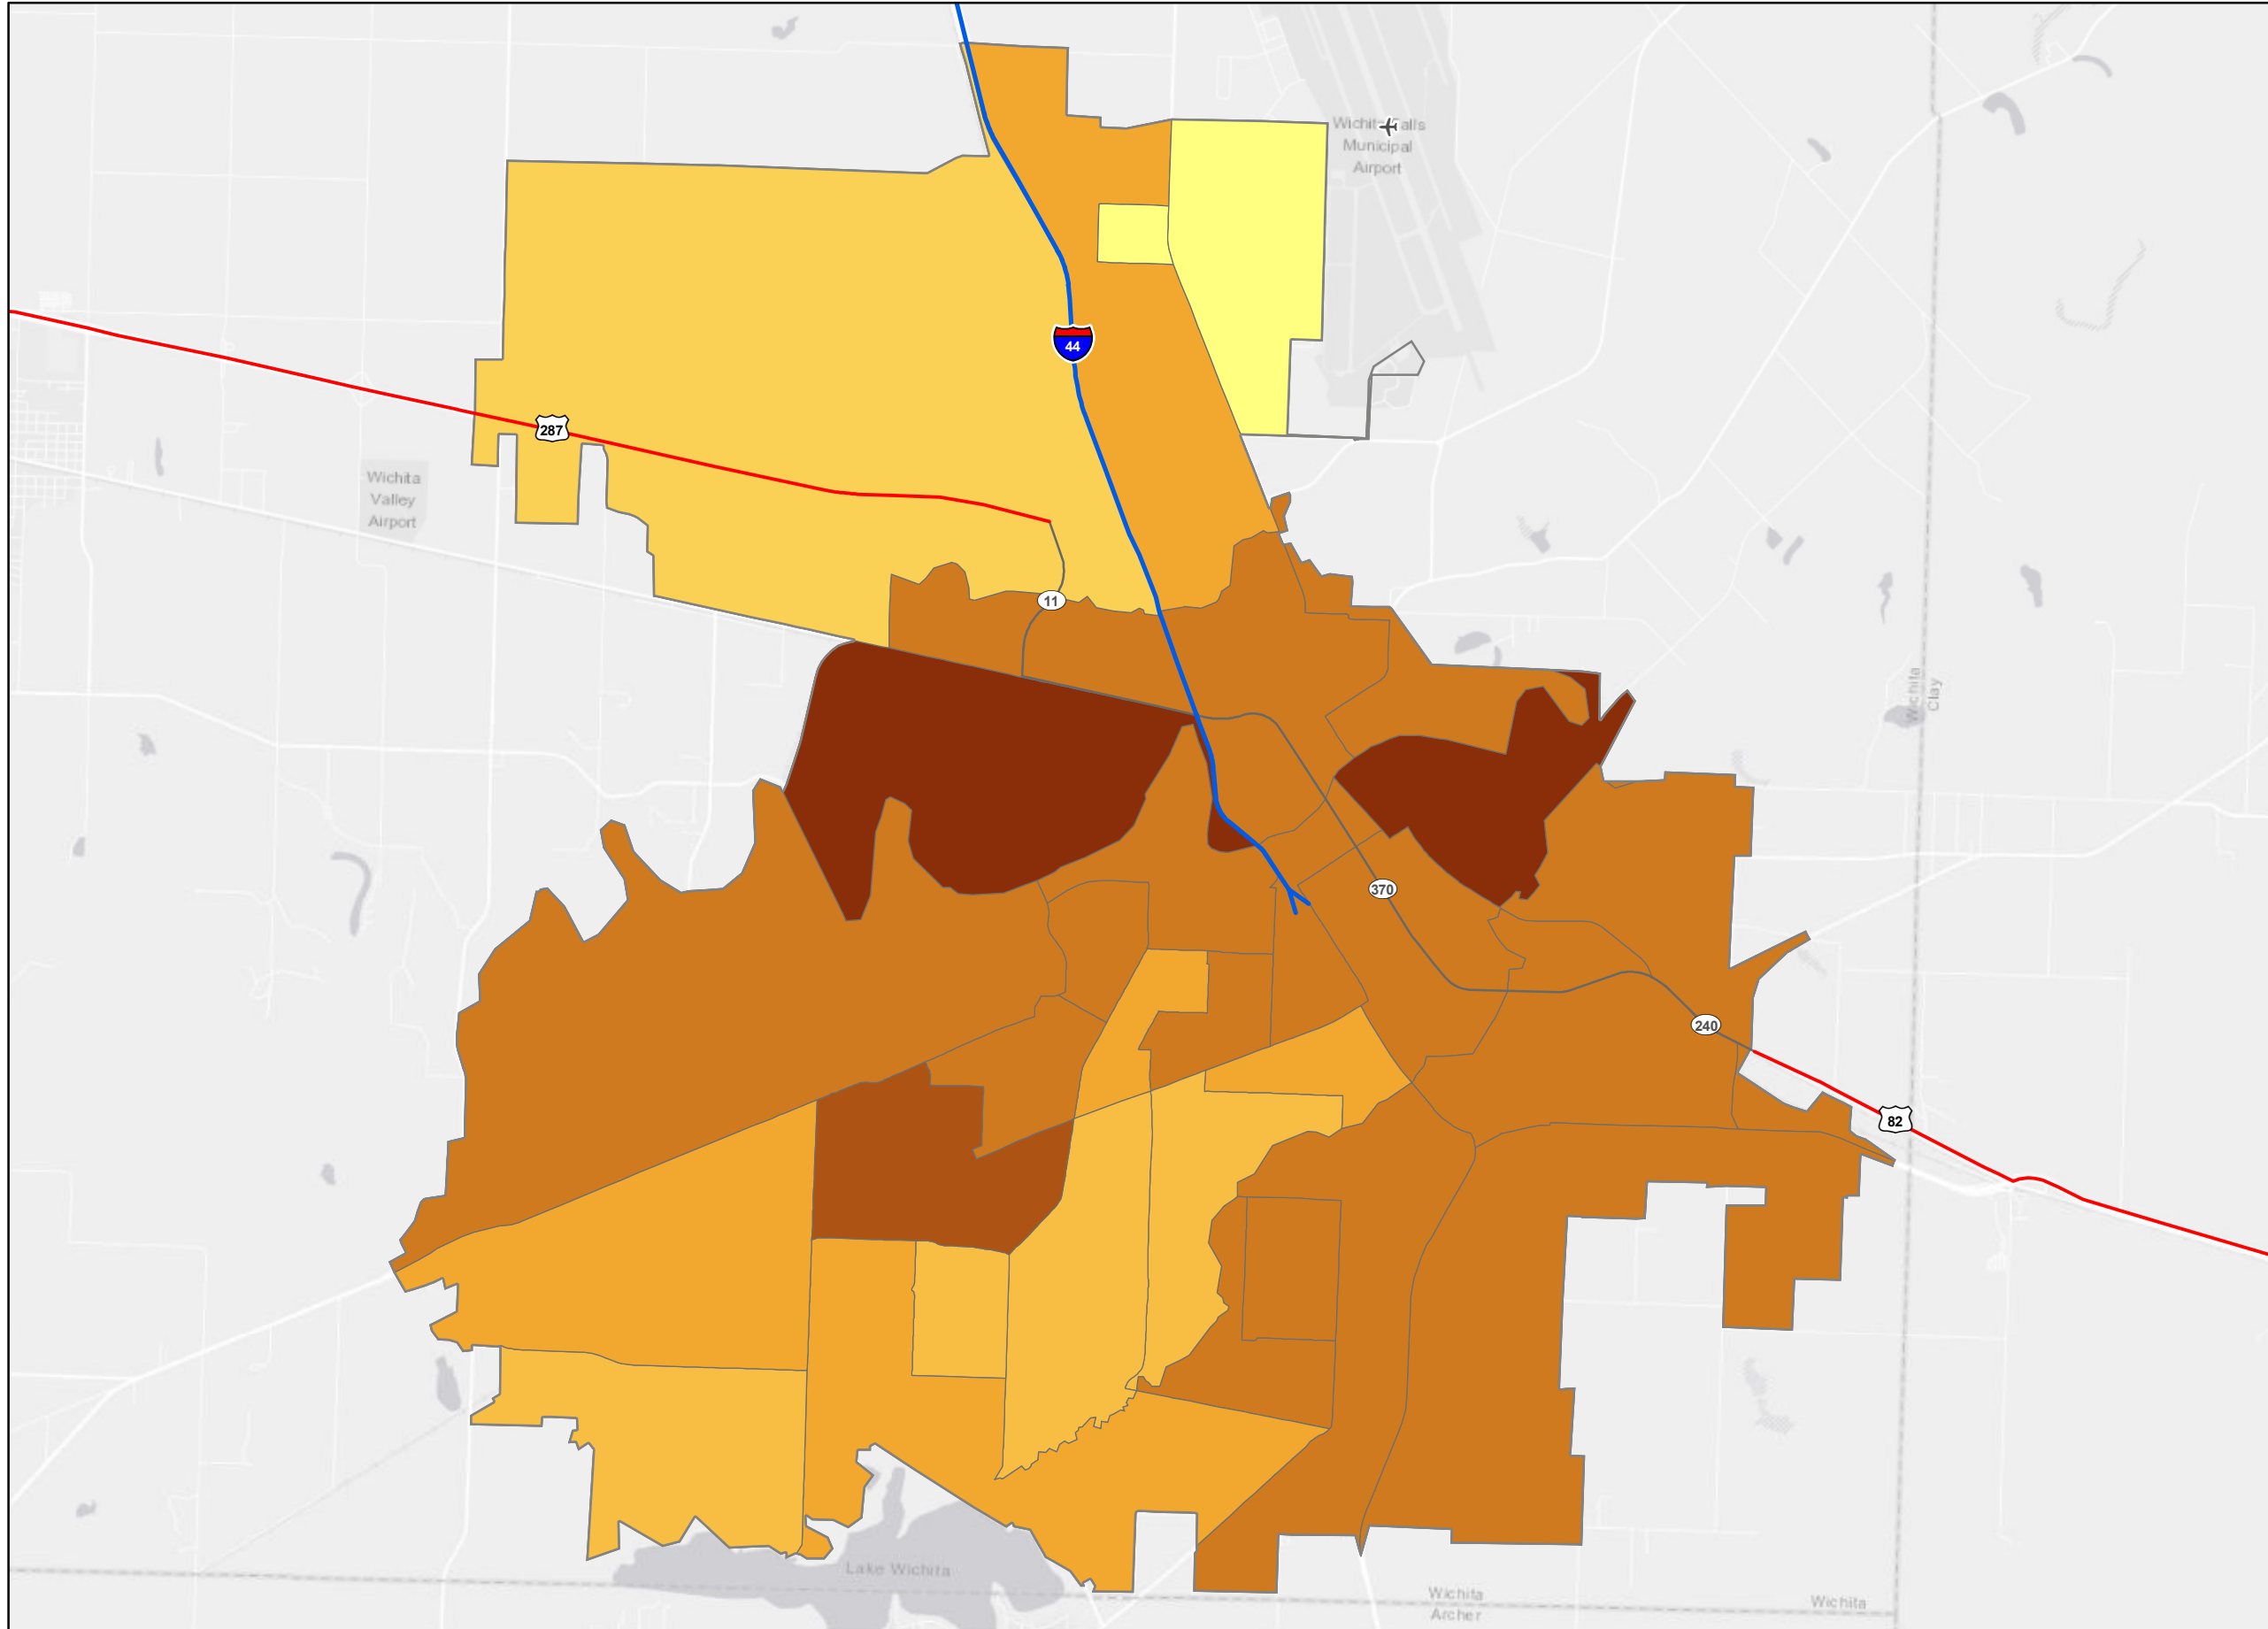 Wichita Falls
Municipal
Airport
44
287
Wichita
Valley
Airport
11
Wichita
Clay
370
240
82
Lake Wichita
Wichita
Archer
Wichita